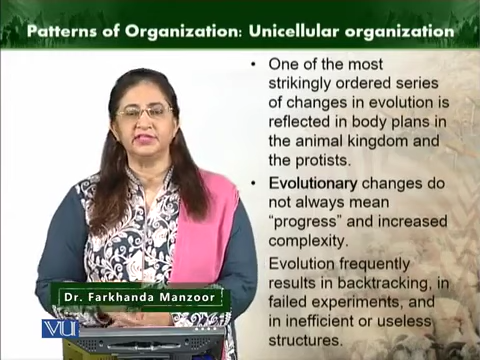 Patterns of Organization: Unicellular organization
• One of the most
strikingly ordered series
of changes in evolution is
reflected in body plans in
the animal kingdom and
the protists.
• Evolutionary changes do
not always mean
“progress” and increased
complexity.
Evolution frequently
results in backtracking, in
failed experiments, and
in inefficient or useless
structures.
Dr. Farkhanda Manzoor
VU